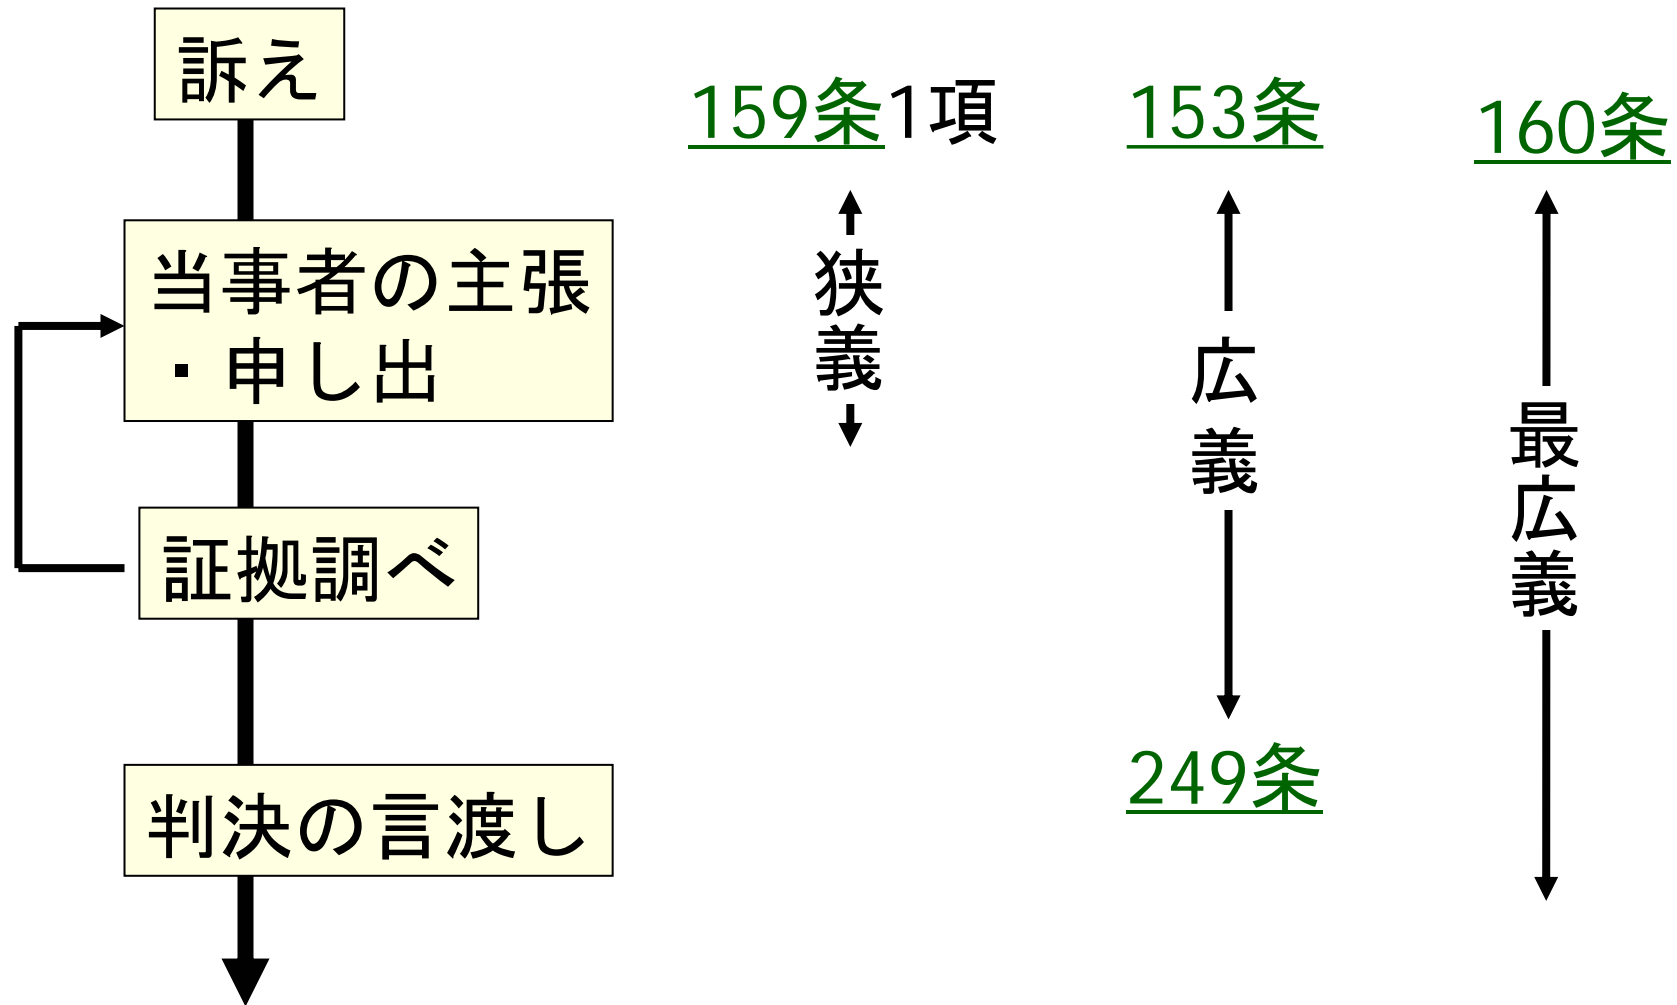 訴え
当事者の主張
・申し出
証拠調べ
判決の言渡し
159条1項
狭義
153条
広義
249条
160条
最広義